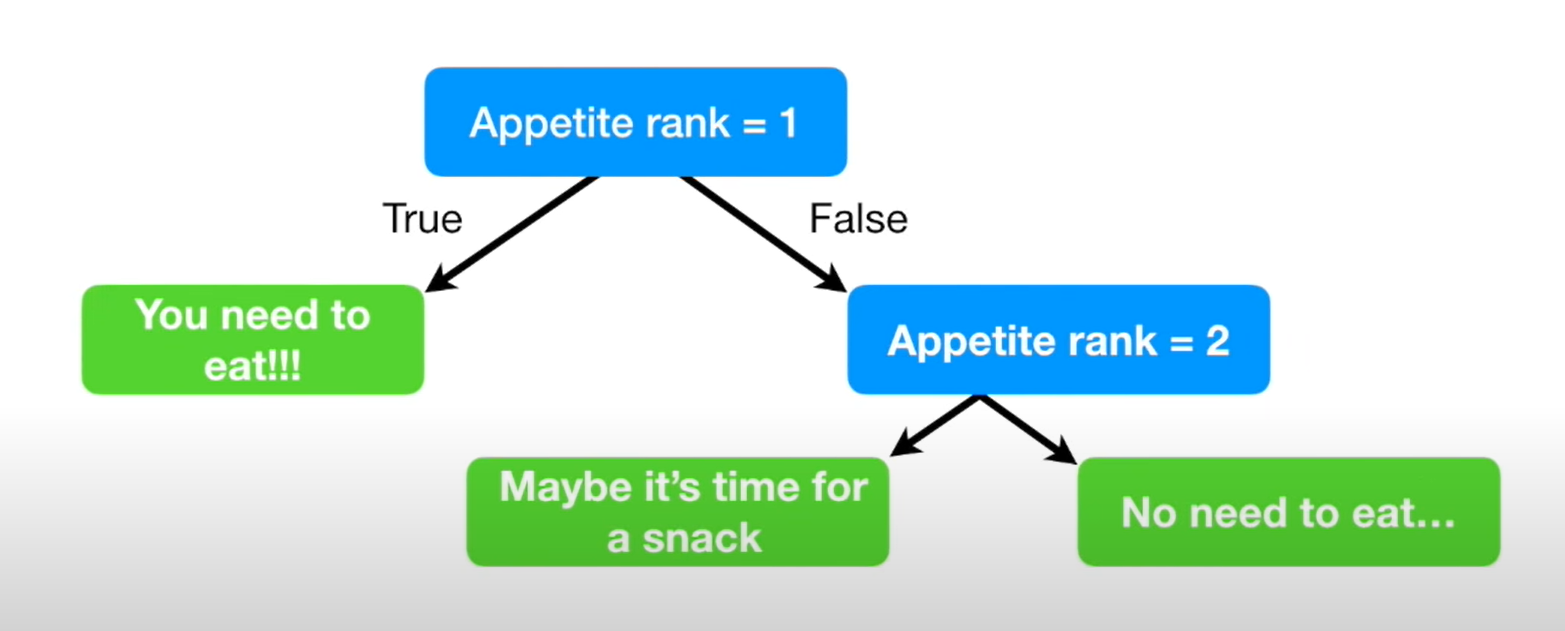 Appetite rank = 1
True
False
You need to
eat!!!
Appetite rank = 2
Maybe it’s time for
a snack
No need to eat…